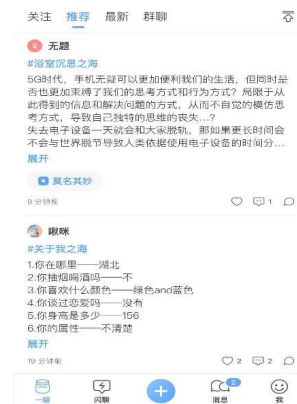 关注 推荐 最新 群聊
无题
#浴室沉思之海
5G时代，手机无疑可以更加便利我们的生活，但同时是
否也更加束缚了我们的思考方式和行为方式？局限于从
此得到的信息和解决问题的方式，从而不自觉的模仿思
考方式，导致自己独特的思维的丧失...？
失去电子设备一天就会和大家脱轨，那如果更长时间会
不会与世界脱节导致人类依据使用电子设备的时间分...
展开
莫名其妙
9分钟前 1
啾咪
#关于我之海
1.你在哪里——湖北
2.你抽烟喝酒吗——不
3.你喜欢什么颜色——绿色and蓝色
4.你谈过恋爱吗——没有
5.你身高是多少——156
6.你的属性——不清楚
展开
19分钟前 2 2
一罐 闪聊 消息 2 我